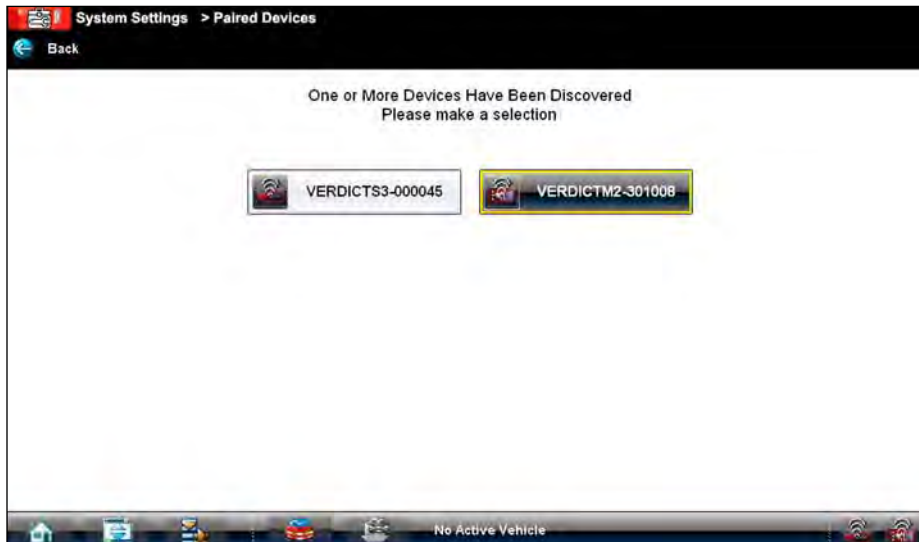 System Settings > Paired Devices
Back
One or More Devices Have Been Discovered
Please make a selection
VERDICTS3-000045
VERDICTM2-301008
No Active Vehicle